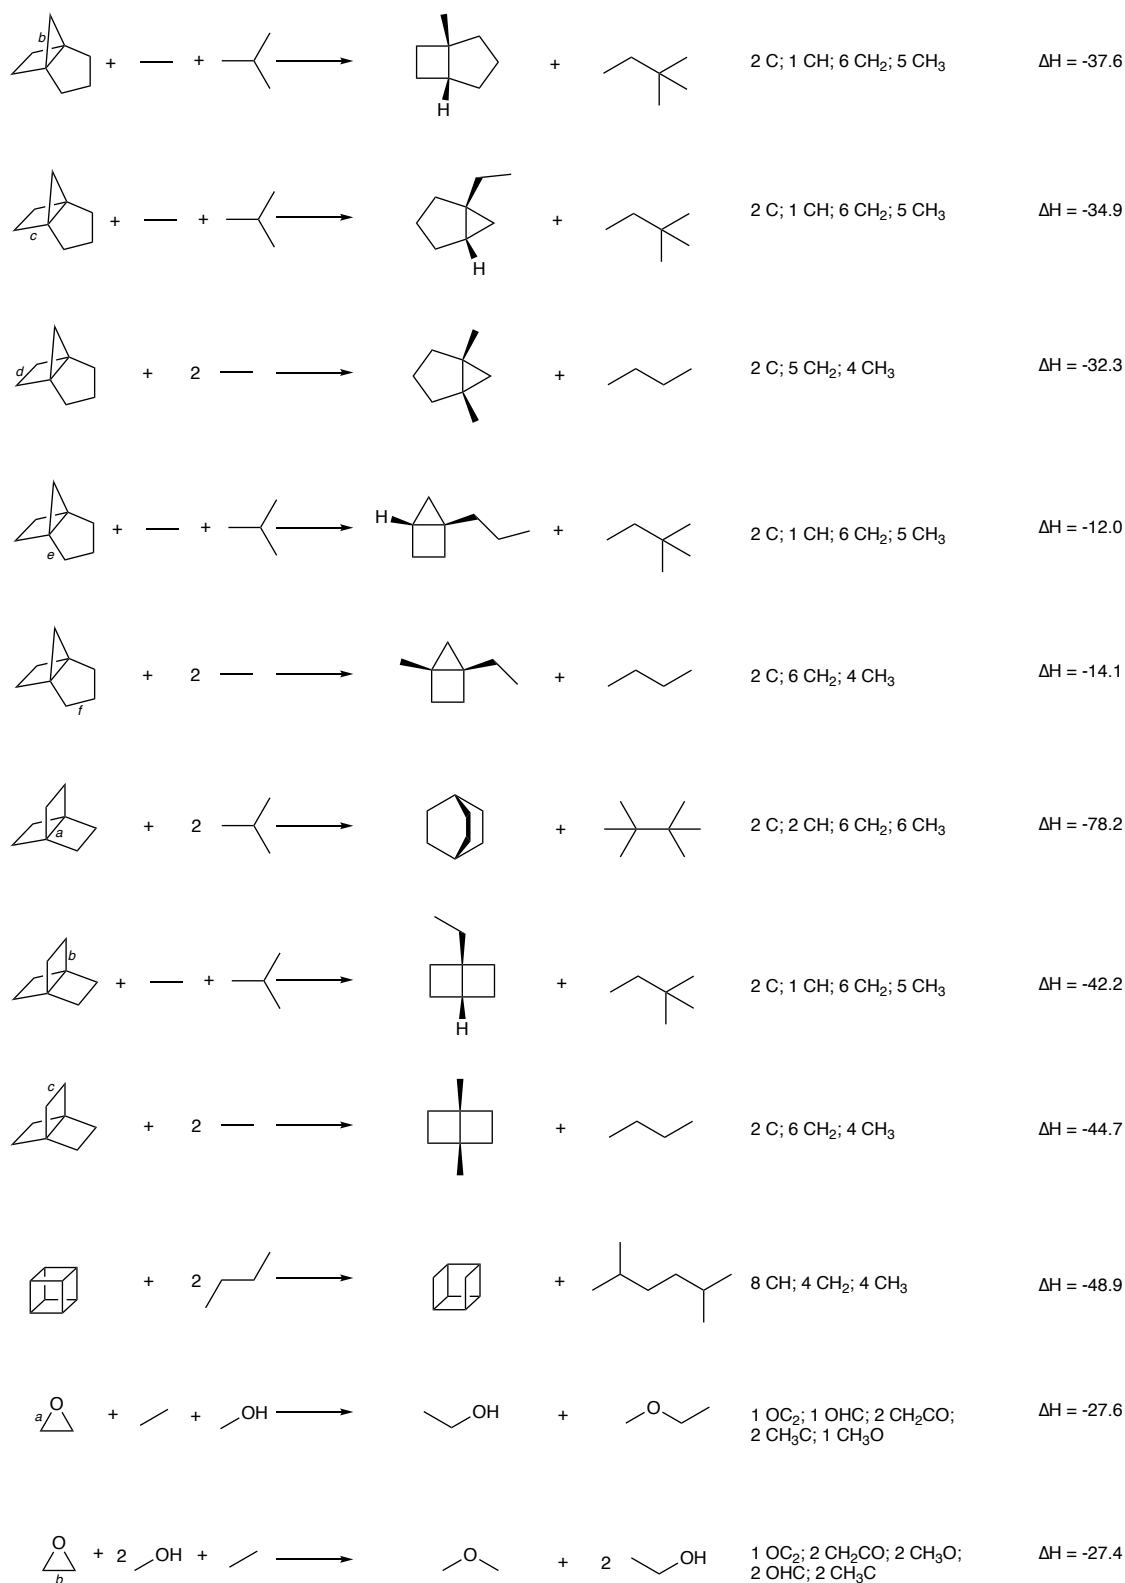 b
+ + + 2 C; 1 CH; 6 CH₂; 5 CH₃ ΔH = -37.6
H
c
+ + + 2 C; 1 CH; 6 CH₂; 5 CH₃ ΔH = -34.9
H
d
+ 2 + 2 C; 5 CH₂; 4 CH₃ ΔH = -32.3
H
+ + + 2 C; 1 CH; 6 CH₂; 5 CH₃ ΔH = -12.0
e
+ 2 + 2 C; 6 CH₂; 4 CH₃ ΔH = -14.1
f
a
+ 2 + 2 C; 2 CH; 6 CH₂; 6 CH₃ ΔH = -78.2
b
+ + + 2 C; 1 CH; 6 CH₂; 5 CH₃ ΔH = -42.2
H
c
+ 2 + 2 C; 6 CH₂; 4 CH₃ ΔH = -44.7
+ 2 + 8 CH; 4 CH₂; 4 CH₃ ΔH = -48.9
O
a + + OH OH + O 1 OC₂; 1 OHC; 2 CH₂CO; ΔH = -27.6
2 CH₃C; 1 CH₃O
O
+ 2 OH + O + 2 OH 1 OC₂; 2 CH₂CO; 2 CH₃O; ΔH = -27.4
b 2 OHC; 2 CH₃C